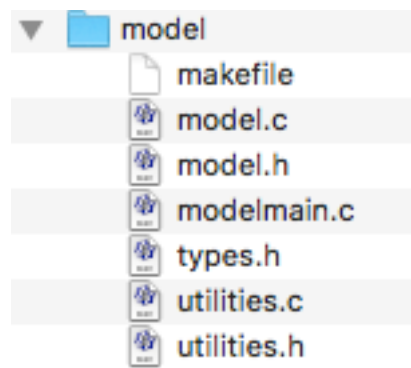 model
makefile
model.c
model.h
modelmain.c
types.h
utilities.c
utilities.h